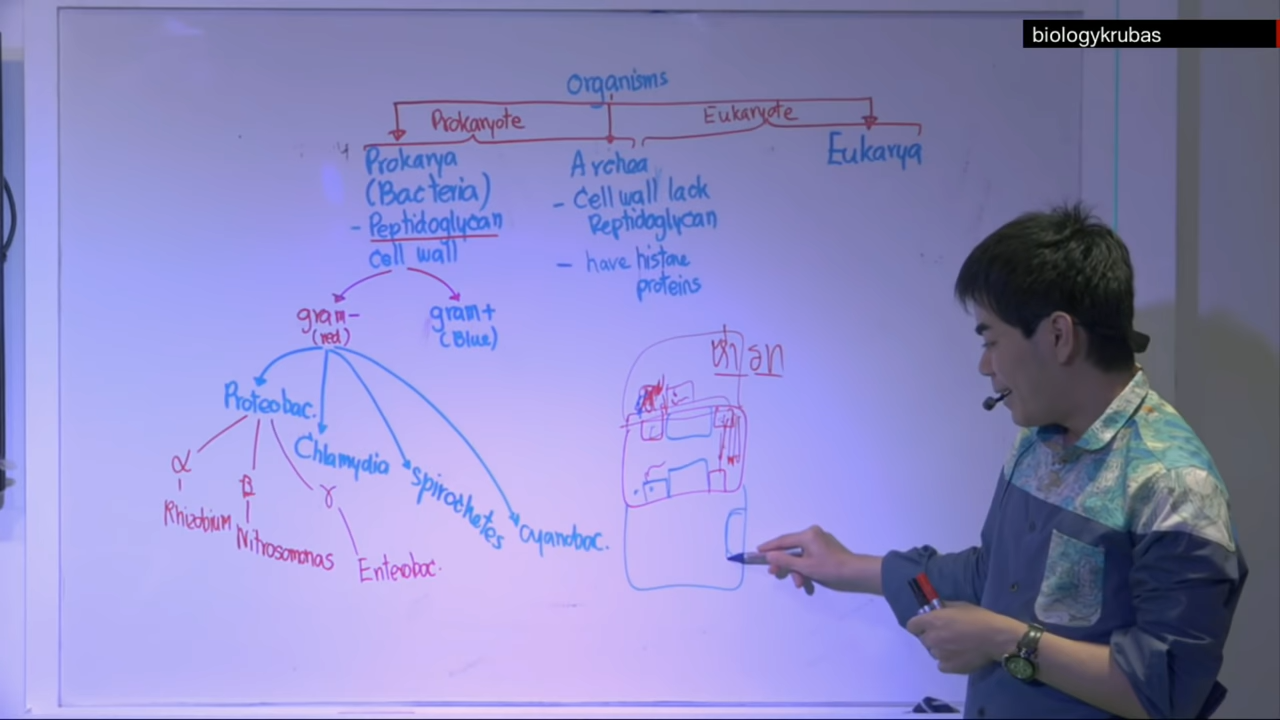 biologykrubas
Organisms
Prokaryote
Eukaryote
Prokarya
(Bacteria)
- Peptidoglycan
cell wall
Archaa
- Cell wall lack
Peptidoglycan
- have histone
proteins
Eukarya
gram-
(red)
gram+
(Blue)
Proteobac.
Chlamydia
Spirochetes
Cyanobac.
α
Rhizobium
β
Nitrosomonas
γ
Enterobac.